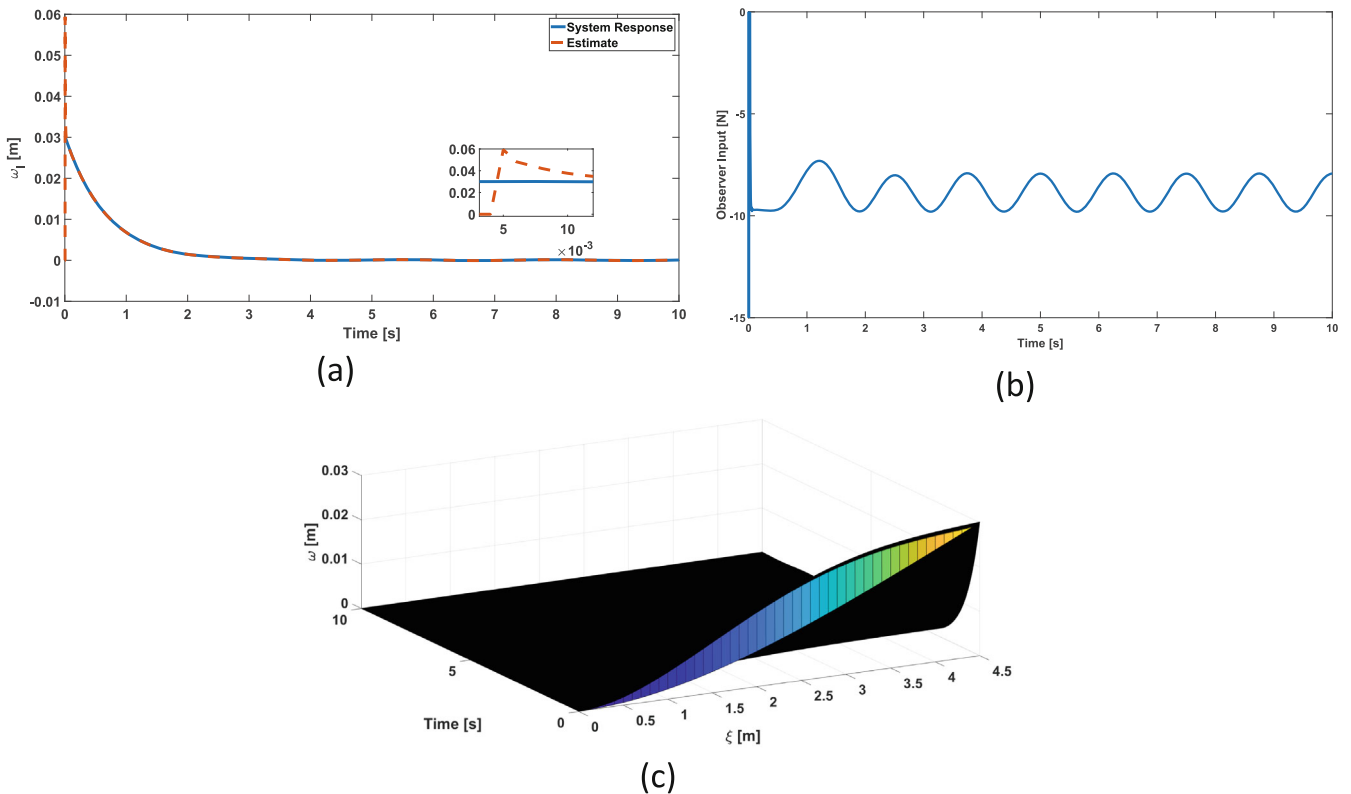 0.06
0.05
0.04
0.03
0.02
0.01
0
-0.01
ω_l [m]
System Response
Estimate
0.06
0.04
0.02
0
5 10
×10⁻³
0 1 2 3 4 5 6 7 8 9 10
Time [s]
(a)
0
-5
-10
-15
Observer Input [N]
0 1 2 3 4 5 6 7 8 9 10
Time [s]
(b)
0.03
0.02
0.01
0
ω [m]
10
5
0
Time [s]
0 0.5 1 1.5 2 2.5 3 3.5 4 4.5
ξ [m]
(c)